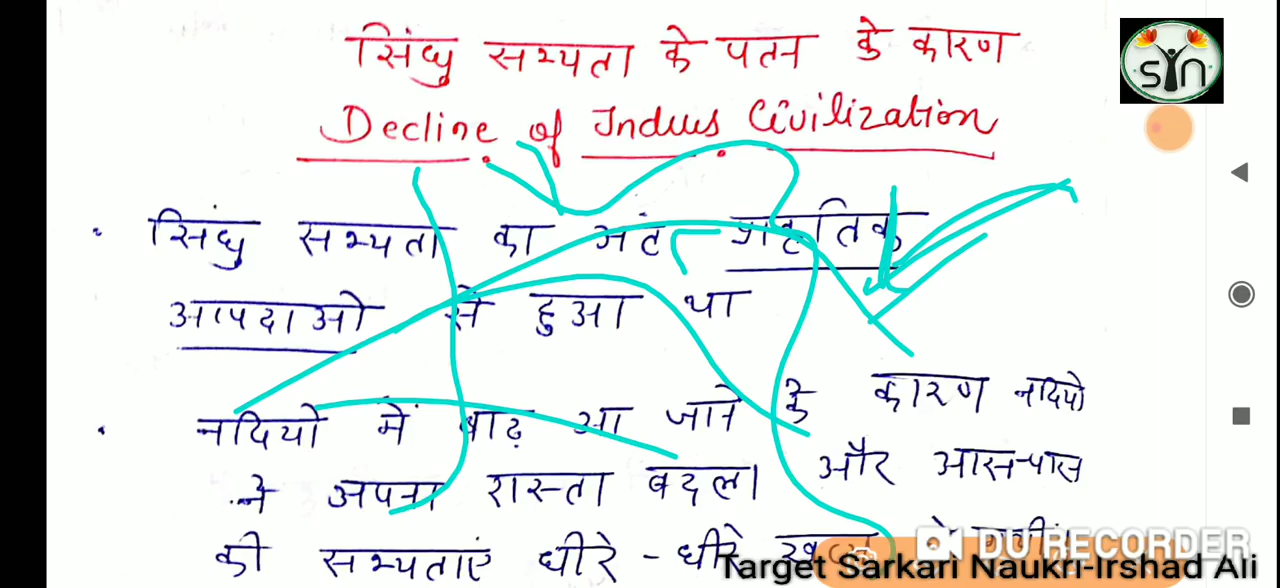 सिंधु सभ्यता के पतन के कारण
SYN
Decline of Indus Civilization
• सिंधु सभ्यता का अंत प्राकृतिक
आपदाओ से हुआ था
• नदियो में बाढ़ आ जाने के कारण नदियो
ने अपना रास्ता बदला और आस-पास
की सभ्यताएं धीरे-धीरे
DU RECORDER
Target Sarkari Naukri-Irshad Ali